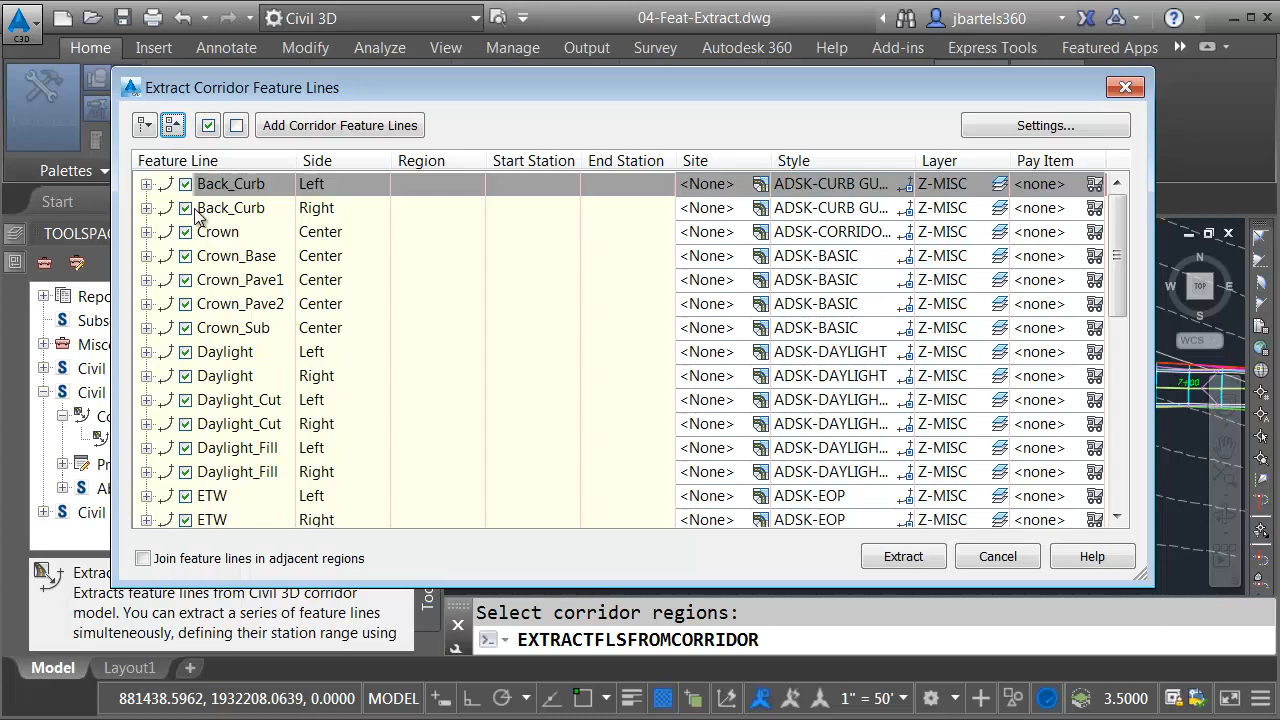 C3D
Civil 3D
04-Feat-Extract.dwg
jbartels360
Home Insert Annotate Modify Analyze View Manage Output Survey Autodesk 360 Help Add-ins Express Tools Featured Apps
Extract Corridor Feature Lines
Add Corridor Feature Lines
Settings...
Palettes
Start
TOOLSPAC
Feature Line Side Region Start Station End Station Site Style Layer Pay Item
Back_Curb Left <None> ADSK-CURB GU... Z-MISC <none>
Back_Curb Right <None> ADSK-CURB GU... Z-MISC <none>
Crown Center <None> ADSK-CORRIDO... Z-MISC <none>
Crown_Base Center <None> ADSK-BASIC Z-MISC <none>
Crown_Pave1 Center <None> ADSK-BASIC Z-MISC <none>
Crown_Pave2 Center <None> ADSK-BASIC Z-MISC <none>
Crown_Sub Center <None> ADSK-BASIC Z-MISC <none>
Daylight Left <None> ADSK-DAYLIGHT Z-MISC <none>
Daylight Right <None> ADSK-DAYLIGHT Z-MISC <none>
Daylight_Cut Left <None> ADSK-DAYLIGH... Z-MISC <none>
Daylight_Cut Right <None> ADSK-DAYLIGH... Z-MISC <none>
Daylight_Fill Left <None> ADSK-DAYLIGH... Z-MISC <none>
Daylight_Fill Right <None> ADSK-DAYLIGH... Z-MISC <none>
ETW Left <None> ADSK-EOP Z-MISC <none>
ETW Right <None> ADSK-EOP Z-MISC <none>
Join feature lines in adjacent regions
Extract Cancel Help
Repo
Subs
Misc
Civil
Civil
Co
Pr
Al
Civil
N
W TOP E
S
WCS
7+00
Extrac
Extracts feature lines from Civil 3D corridor
model. You can extract a series of feature lines
simultaneously, defining their station range using
To
Select corridor regions:
EXTRACTFLSFROMCORRIDOR
Model Layout1 +
881438.5962, 1932208.0639, 0.0000 MODEL 1" = 50' 3.5000